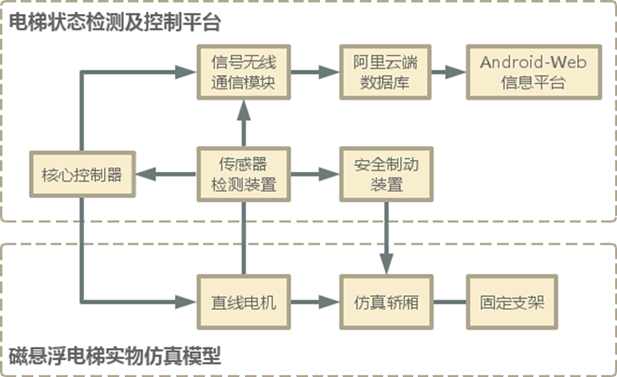 电梯状态检测及控制平台
信号无线
通信模块
阿里云端
数据库
Android-Web
信息平台
核心控制器
传感器
检测装置
安全制动
装置
直线电机
仿真轿厢
固定支架
磁悬浮电梯实物仿真模型